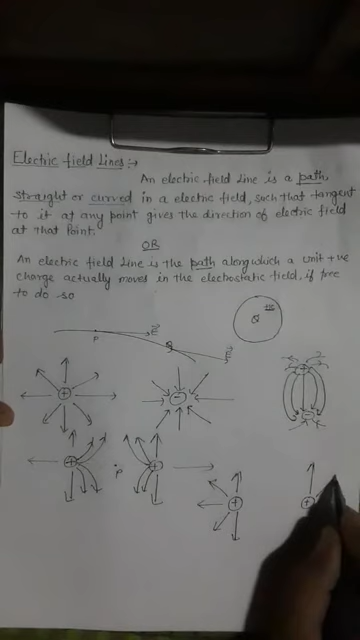 Electric field Lines :→
An electric field Line is a path,
straight or curved in a electric field, such that tangent
to it at any point gives the direction of electric field
at that Point.
OR
An electric field Line is the path along which a unit +ve
charge actually moves in the electrostatic field, if free
to do so
+ve
Q
P
E
Q
E
+
-
+
-
+
P
+
+
+